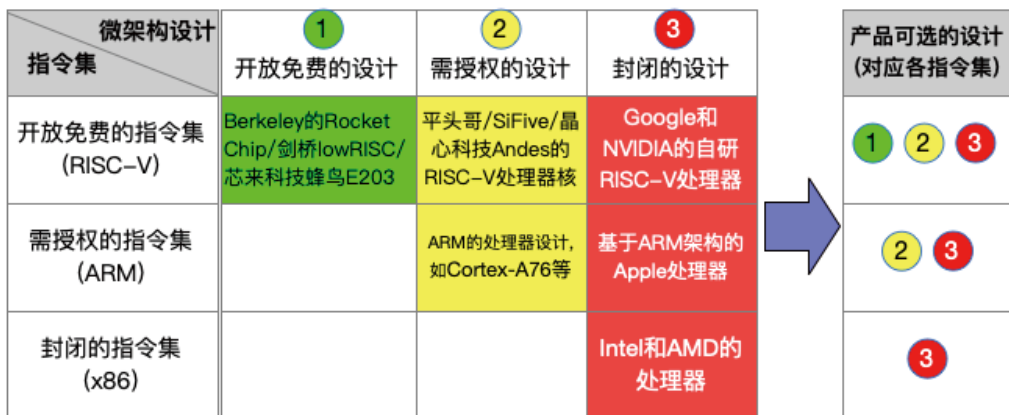 微架构设计
指令集
1
开放免费的设计
2
需授权的设计
3
封闭的设计
产品可选的设计
(对应各指令集)
开放免费的指令集
(RISC-V)
Berkeley的Rocket
Chip/剑桥lowRISC/
芯来科技蜂鸟E203
平头哥/SiFive/晶
心科技Andes的
RISC-V处理器核
Google和
NVIDIA的自研
RISC-V处理器
1 2 3
需授权的指令集
(ARM)
ARM的处理器设计,
如Cortex-A76等
基于ARM架构的
Apple处理器
2 3
封闭的指令集
(x86)
Intel和AMD的
处理器
3